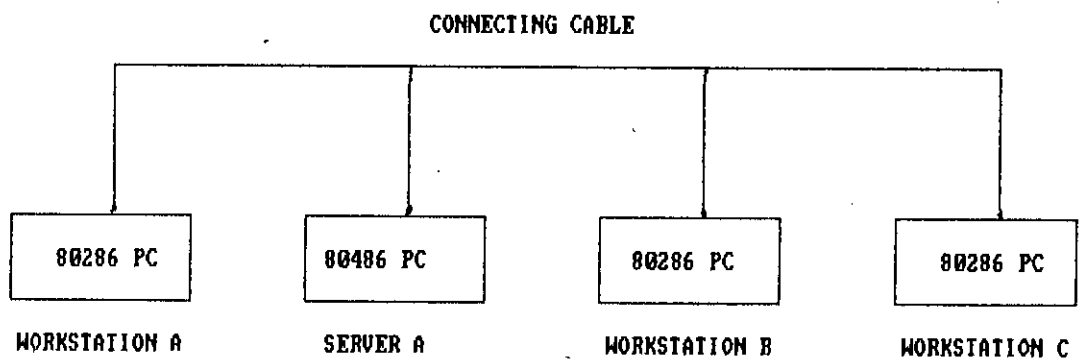 CONNECTING CABLE
80286 PC 80486 PC 80286 PC 80286 PC
WORKSTATION A SERVER A WORKSTATION B WORKSTATION C